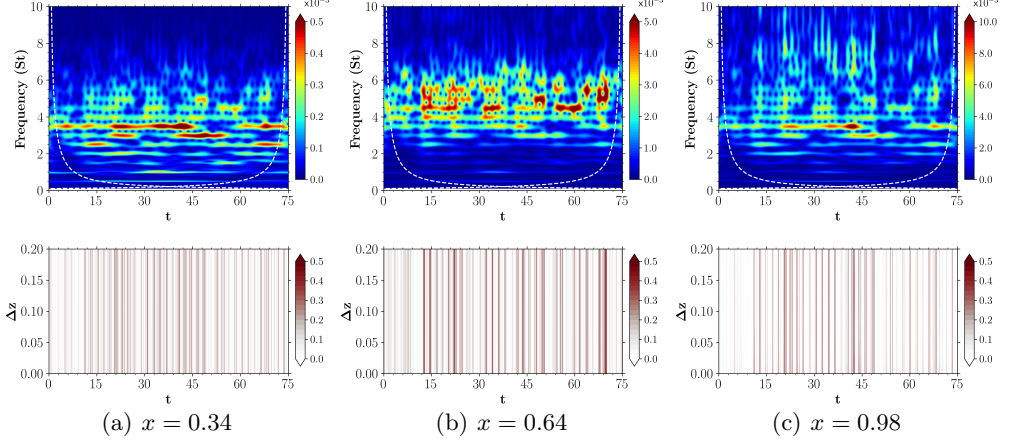 ×10⁻³ ×10⁻³ ×10⁻³
10 0.5 10 5.0 10 10.0
8 0.4 8 4.0 8 8.0
6 0.3 6 3.0 6 6.0
4 0.2 4 2.0 4 4.0
2 0.1 2 1.0 2 2.0
0 0.0 0 0.0 0 0.0
Frequency (St) Frequency (St) Frequency (St)
0 15 30 45 60 75 0 15 30 45 60 75 0 15 30 45 60 75
t t t
0.20 0.5 0.20 0.5 0.20 0.5
0.15 0.4 0.15 0.4 0.15 0.4
0.10 0.3 0.10 0.3 0.10 0.3
0.05 0.2 0.05 0.2 0.05 0.2
0.00 0.1 0.00 0.1 0.00 0.1
0.0 0.0 0.0
Δz Δz Δz
0 15 30 45 60 75 0 15 30 45 60 75 0 15 30 45 60 75
t t t
(a) x = 0.34 (b) x = 0.64 (c) x = 0.98